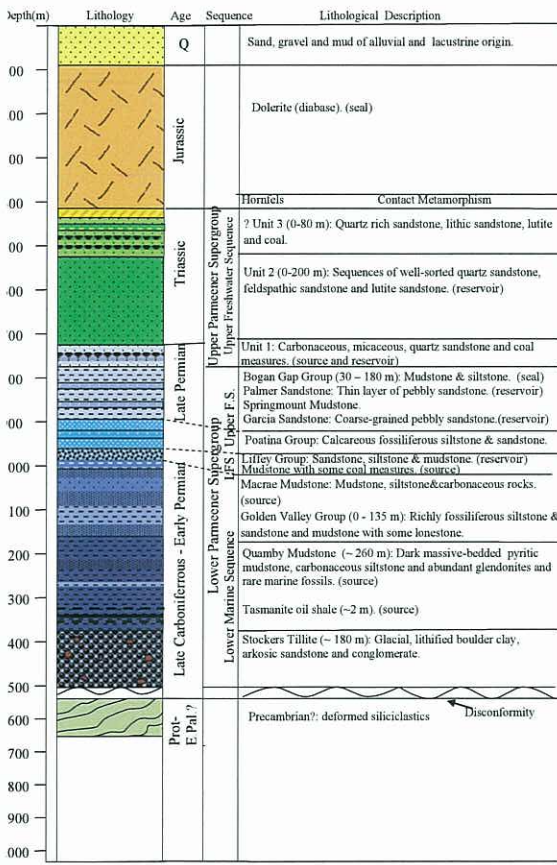 Depth(m)
Lithology
Age
Sequence
Lithological Description
00
00
00
00
00
00
00
00
00
000
100
200
300
400
500
600
700
800
900
000
Q
Jurassic
Triassic
Late Permian
Late Carboniferrous - Early Permian
Prot-
E Pal.?
Upper Parmeener Supergroup
Upper Freshwater Sequence
Lower Parmeener Supergroup
Upper F.S.
LFS
Lower Marine Sequence
Sand, gravel and mud of alluvial and lacustrine origin.
Dolerite (diabase). (seal)
Hornfels
Contact Metamorphism
? Unit 3 (0-80 m): Quartz rich sandstone, lithic sandstone, lutite
and coal.
Unit 2 (0-200 m): Sequences of well-sorted quartz sandstone,
feldspathic sandstone and lutite sandstone. (reservoir)
Unit 1: Carbonaceous, micaceous, quartz sandstone and coal
measures. (source and reservoir)
Bogan Gap Group (30 – 180 m): Mudstone & siltstone. (seal)
Palmer Sandstone: Thin layer of pebbly sandstone. (reservoir)
Springmount Mudstone.
Garcia Sandstone: Coarse-grained pebbly sandstone.(reservoir)
Poatina Group: Calcareous fossiliferous siltstone & sandstone.
Liffey Group: Sandstone, siltstone & mudstone. (reservoir)
Mudstone with some coal measures. (source)
Macrae Mudstone: Mudstone, siltstone&carbonaceous rocks.
(source)
Golden Valley Group (0 - 135 m): Richly fossiliferous siltstone &
sandstone and mudstone with some lonestone.
Quamby Mudstone (~ 260 m): Dark massive-bedded pyritic
mudstone, carbonaceous siltstone and abundant glendonites and
rare marine fossils. (source)
Tasmanite oil shale (~2 m). (source)
Stockers Tillite (~ 180 m): Glacial, lithified boulder clay,
arkosic sandstone and conglomerate.
Precambrian?: deformed siliciclastics
Disconformity